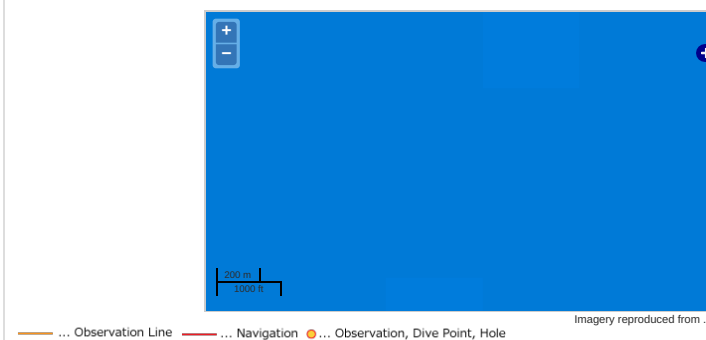 +
−
200 m
1000 ft
Imagery reproduced from .
... Observation Line ... Navigation ... Observation, Dive Point, Hole